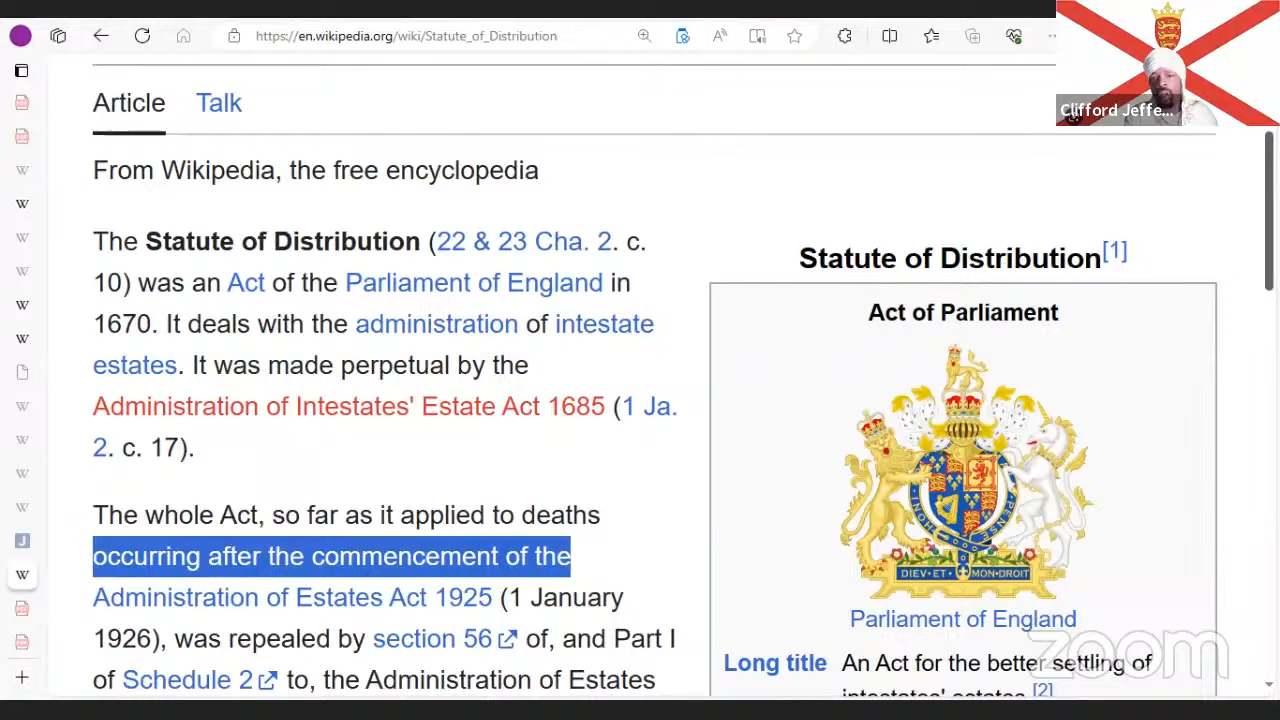 https://en.wikipedia.org/wiki/Statute_of_Distribution
Clifford Jeffe...
Article Talk
From Wikipedia, the free encyclopedia
The Statute of Distribution (22 & 23 Cha. 2. c.
10) was an Act of the Parliament of England in
1670. It deals with the administration of intestate
estates. It was made perpetual by the
Administration of Intestates' Estate Act 1685 (1 Ja.
2. c. 17).
The whole Act, so far as it applied to deaths
occurring after the commencement of the
Administration of Estates Act 1925 (1 January
1926), was repealed by section 56 of, and Part I
of Schedule 2 to, the Administration of Estates
Statute of Distribution[1]
Act of Parliament
DIEV·ET·MON·DROIT
Parliament of England
Long title An Act for the better settling of
intestates' estates.[2]
zoom